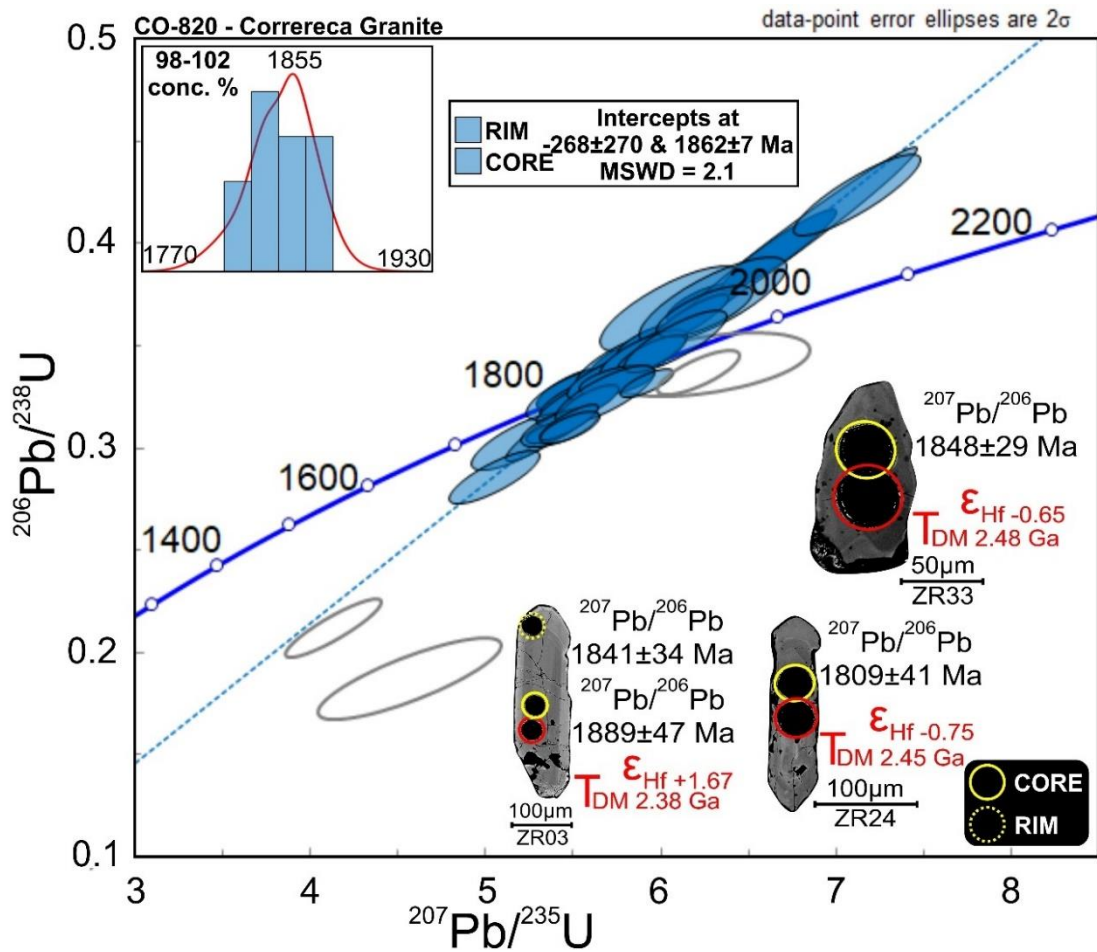 data-point error ellipses are 2σ
CO-820 - Correreca Granite
98-102
conc. %
1855
1770
1930
RIM
CORE
Intercepts at
-268±270 & 1862±7 Ma
MSWD = 2.1
0.5
0.4
0.3
0.2
0.1
²⁰⁶Pb/²³⁸U
2200
2000
1800
1600
1400
²⁰⁷Pb/²⁰⁶Pb
1848±29 Ma
εHf -0.65
TDM 2.48 Ga
50µm
ZR33
²⁰⁷Pb/²⁰⁶Pb
1841±34 Ma
²⁰⁷Pb/²⁰⁶Pb
1889±47 Ma
εHf +1.67
TDM 2.38 Ga
100µm
ZR03
²⁰⁷Pb/²⁰⁶Pb
1809±41 Ma
εHf -0.75
TDM 2.45 Ga
100µm
ZR24
CORE
RIM
3 4 5 6 7 8
²⁰⁷Pb/²³⁵U